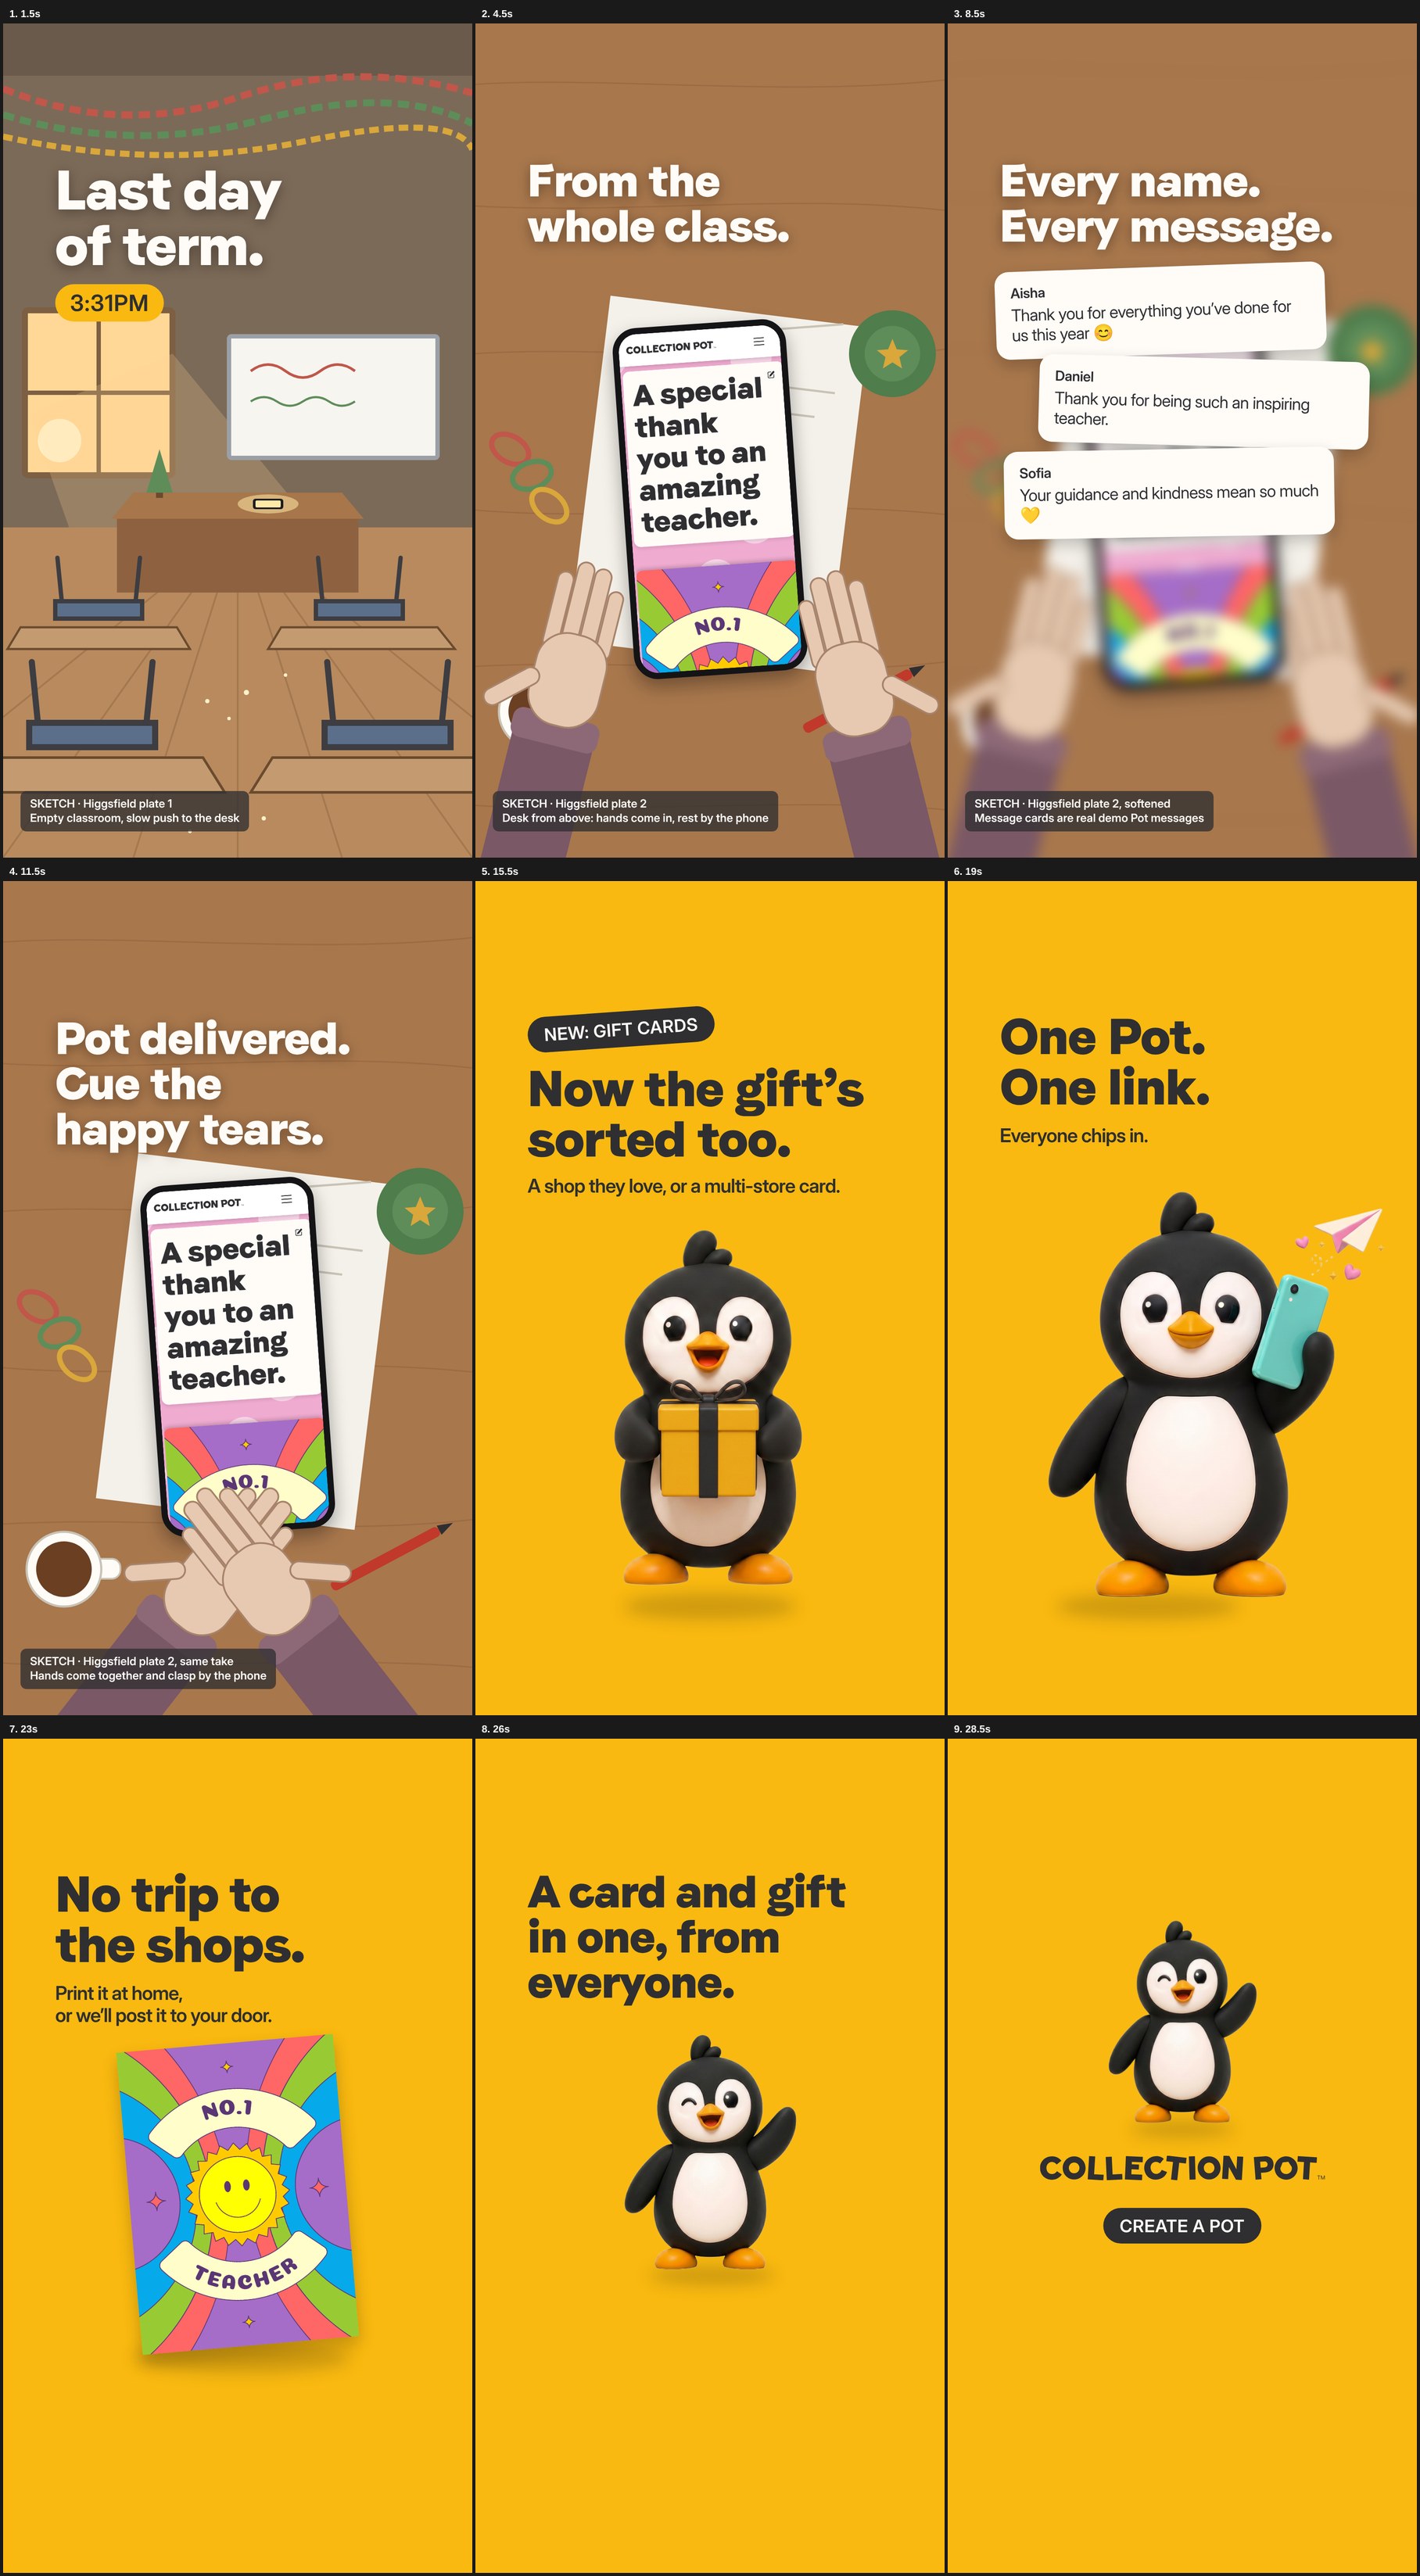 1. 1.5s
Last day
of term.
3:31PM
SKETCH · Higgsfield plate 1
Empty classroom, slow push to the desk
2. 4.5s
From the
whole class.
COLLECTION POT
A special
thank
you to an
amazing
teacher.
NO.1
SKETCH · Higgsfield plate 2
Desk from above: hands come in, rest by the phone
3. 8.5s
Every name.
Every message.
Aisha
Thank you for everything you’ve done for
us this year 😊
Daniel
Thank you for being such an inspiring
teacher.
Sofia
Your guidance and kindness mean so much
💛
SKETCH · Higgsfield plate 2, softened
Message cards are real demo Pot messages
4. 11.5s
Pot delivered.
Cue the
happy tears.
COLLECTION POT
A special
thank
you to an
amazing
teacher.
NO.1
SKETCH · Higgsfield plate 2, same take
Hands come together and clasp by the phone
5. 15.5s
NEW: GIFT CARDS
Now the gift’s
sorted too.
A shop they love, or a multi-store card.
6. 19s
One Pot.
One link.
Everyone chips in.
7. 23s
No trip to
the shops.
Print it at home,
or we’ll post it to your door.
NO.1
TEACHER
8. 26s
A card and gift
in one, from
everyone.
9. 28.5s
COLLECTION POT™
CREATE A POT